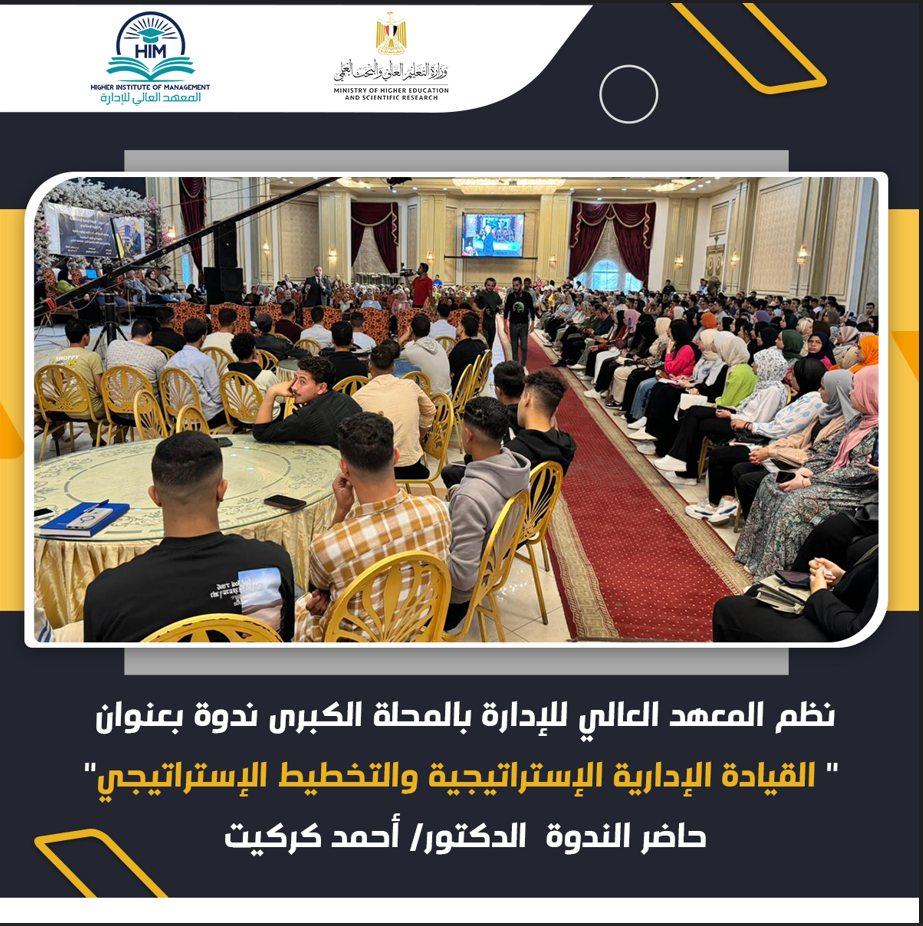 HIM
HIGHER INSTITUTE OF MANAGEMENT
المعهد العالي للإدارة
وزارة التعليم العالي والبحث العلمي
MINISTRY OF HIGHER EDUCATION
AND SCIENTIFIC RESEARCH
نظم المعهد العالي للإدارة بالمحلة الكبرى ندوة بعنوان
" القيادة الإدارية الإستراتيجية والتخطيط الإستراتيجي"
حاضر الندوة الدكتور/ أحمد كركيت